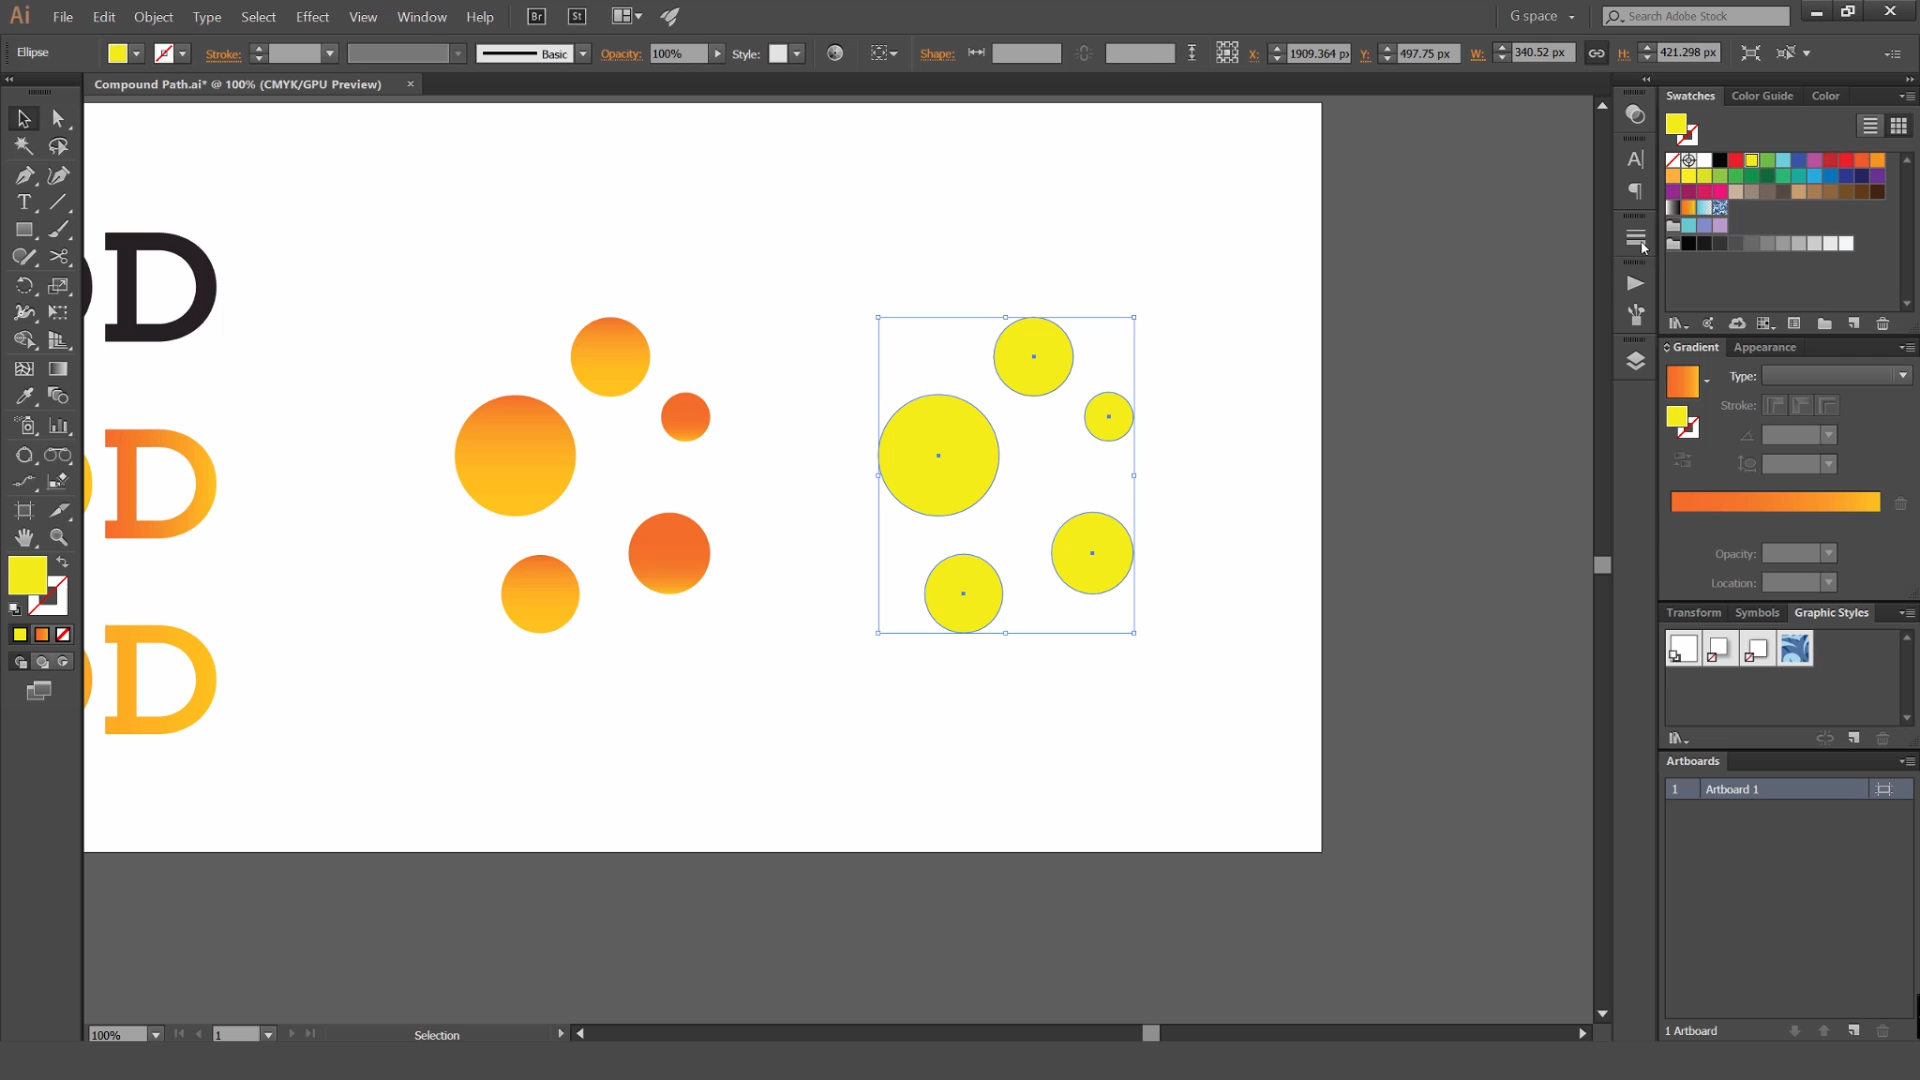 Ai File Edit Object Type Select Effect View Window Help Br St G space Search Adobe Stock
Ellipse Stroke: Basic Opacity: 100% Style: Shape: X: 1909.364 px Y: 497.75 px W: 340.52 px H: 421.298 px
Compound Path.ai* @ 100% (CMYK/GPU Preview) ×
Swatches Color Guide Color
D
D
D
Gradient Appearance
Type:
Stroke:
Opacity:
Location:
Transform Symbols Graphic Styles
Artboards
1 Artboard 1
1 Artboard
100% 1 Selection